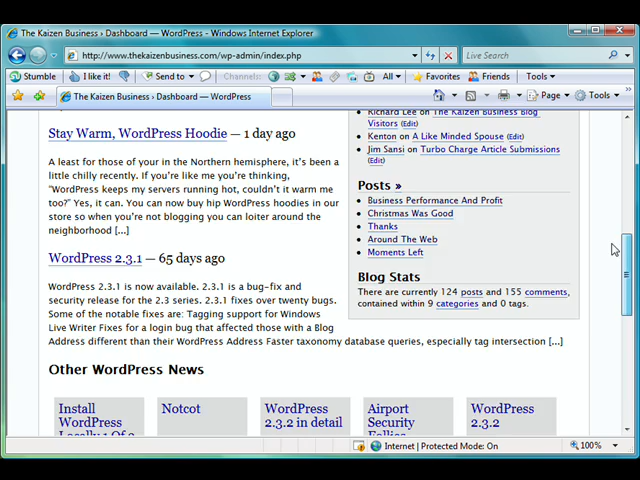 The Kaizen Business › Dashboard — WordPress - Windows Internet Explorer
http://www.thekaizenbusiness.com/wp-admin/index.php
Live Search
Stumble I like it! Send to Channels: All Favorites Friends Tools
The Kaizen Business › Dashboard — WordPress
Page Tools
Stay Warm, WordPress Hoodie — 1 day ago
A least for those of your in the Northern hemisphere, it's been a
little chilly recently. If you're like me you're thinking,
"WordPress keeps my servers running hot, couldn't it warm me
too?" Yes, it can. You can now buy hip WordPress hoodies in our
store so when you're not blogging you can loiter around the
neighborhood [...]
WordPress 2.3.1 — 65 days ago
WordPress 2.3.1 is now available. 2.3.1 is a bug-fix and
security release for the 2.3 series. 2.3.1 fixes over twenty bugs.
Some of the notable fixes are: Tagging support for Windows
Live Writer Fixes for a login bug that affected those with a Blog
Address different than their WordPress Address Faster taxonomy database queries, especially tag intersection [...]
Richard Lee on The Kaizen Business Blog
Visitors (Edit)
Kenton on A Like Minded Spouse (Edit)
Jim Sansi on Turbo Charge Article Submissions
(Edit)
Posts »
Business Performance And Profit
Christmas Was Good
Thanks
Around The Web
Moments Left
Blog Stats
There are currently 124 posts and 155 comments,
contained within 9 categories and 0 tags.
Other WordPress News
Install
WordPress
Locally 1 Of 3
Notcot
WordPress
2.3.2 in detail
Airport
Security
Follies
WordPress
2.3.2
Internet | Protected Mode: On
100%